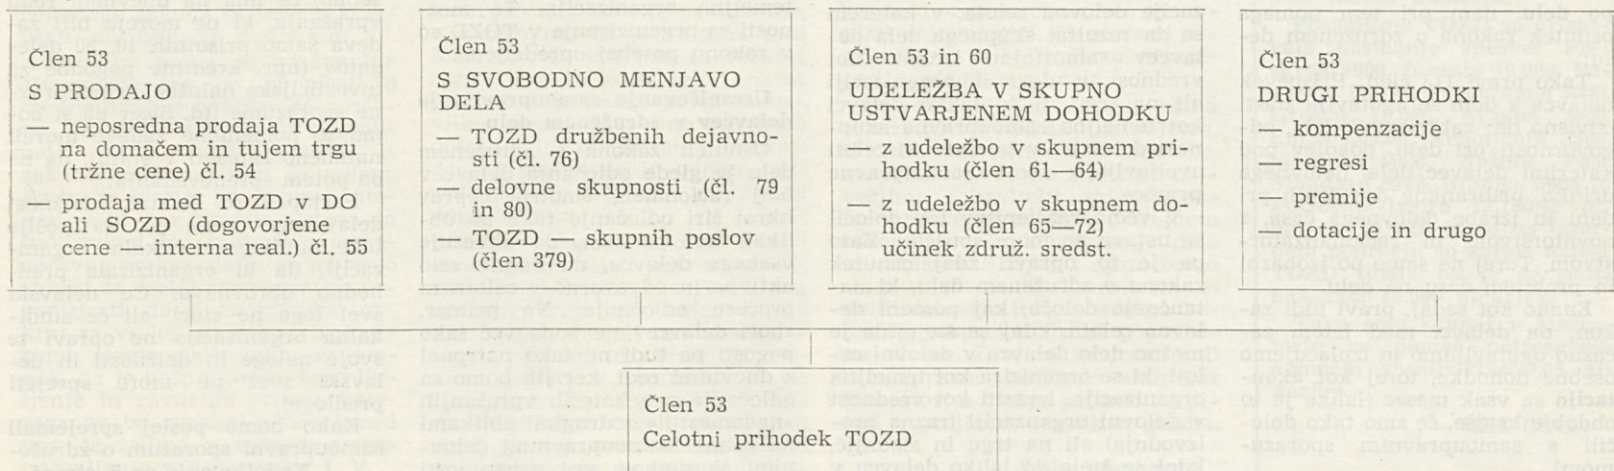 Člen 53
S PRODAJO
— neposredna prodaja TOZD
na domačem in tujem trgu
(tržne cene) čl. 54
— prodaja med TOZD v DO
ali SOZD (dogovorjene
cene — interna real.) čl. 55
Člen 53
S SVOBODNO MENJAVO
DELA
— TOZD družbenih dejavno-
sti (čl. 76)
— delovne skupnosti (čl. 79
in 80)
— TOZD — skupnih poslov
(člen 379)
Člen 53 in 60
UDELEŽBA V SKUPNO
USTVARJENEM DOHODKU
— z udeležbo v skupnem pri-
hodku (člen 61—64)
— z udeležbo v skupnem do-
hodku (člen 65—72)
učinek združ. sredst.
Člen 53
DRUGI PRIHODKI
— kompenzacije
— regresi
— premije
— dotacije in drugo
Člen 53
Celotni prihodek TOZD